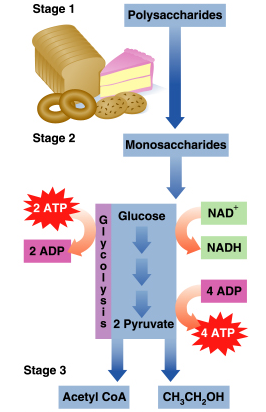 Stage 1
Polysaccharides
Stage 2
Monosaccharides
2 ATP
2 ADP
Glycolysis
Glucose
2 Pyruvate
NAD+
NADH
4 ADP
4 ATP
Stage 3
Acetyl CoA
CH3CH2OH